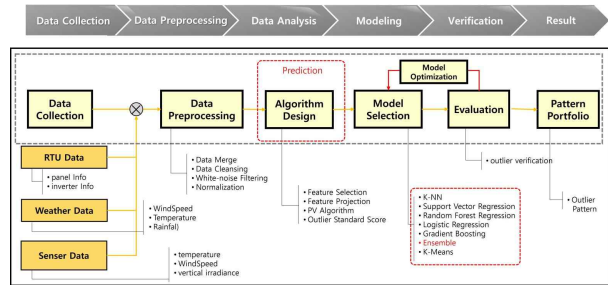 Data Collection
Data Preprocessing
Data Analysis
Modeling
Verification
Result
Prediction
Model
Optimization
Data
Collection
Data
Preprocessing
Algorithm
Design
Model
Selection
Evaluation
Pattern
Portfolio
RTU Data
• panel Info
• inverter Info
Weather Data
• WindSpeed
• Temperature
• Rainfal)
Senser Data
• temperature
• WindSpeed
• vertical irradiance
• Data Merge
• Data Cleansing
• White-noise Filtering
• Normalization
• Feature Selection
• Feature Projection
• PV Algorithm
• Outlier Standard Score
• K-NN
• Support Vector Regression
• Random Forest Regression
• Logistic Regression
• Gradient Boosting
• Ensemble
• K-Means
• outlier verification
• Outlier
Pattern